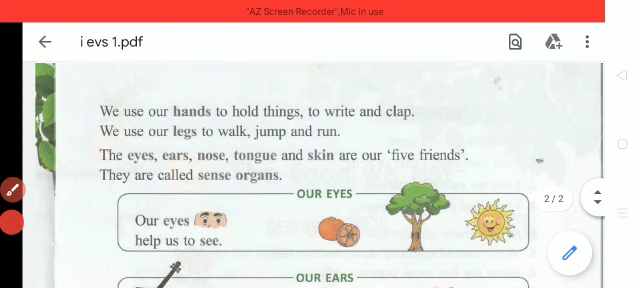 "AZ Screen Recorder",Mic in use
i evs 1.pdf
We use our hands to hold things, to write and clap.
We use our legs to walk, jump and run.
The eyes, ears, nose, tongue and skin are our 'five friends'.
They are called sense organs.
OUR EYES
Our eyes
help us to see.
2/2
OUR EARS